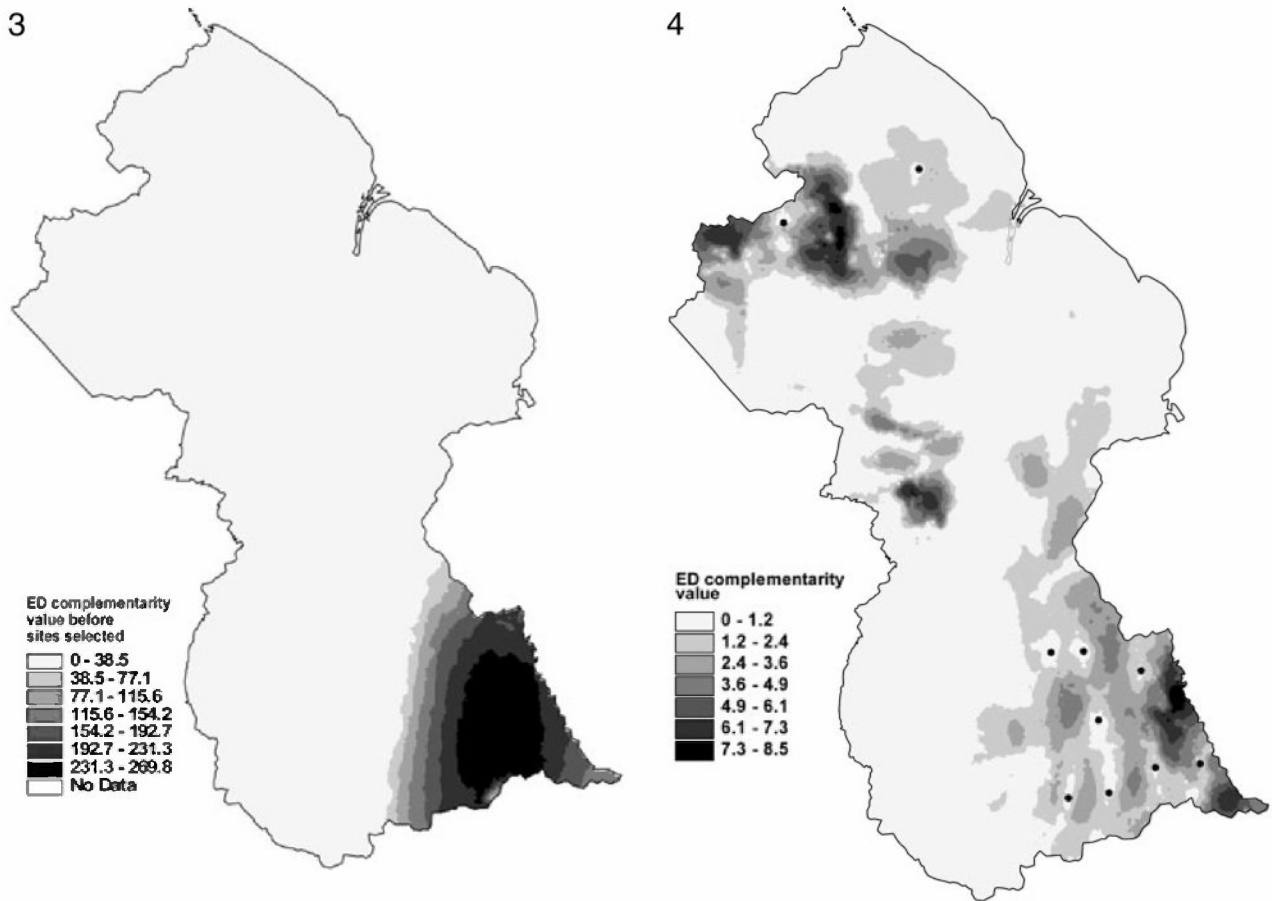 3
4
ED complementarity
value before
sites selected
0 - 38.5
38.5 - 77.1
77.1 - 115.6
115.6 - 154.2
154.2 - 192.7
192.7 - 231.3
231.3 - 269.8
No Data
ED complementarity
value
0 - 1.2
1.2 - 2.4
2.4 - 3.6
3.6 - 4.9
4.9 - 6.1
6.1 - 7.3
7.3 - 8.5